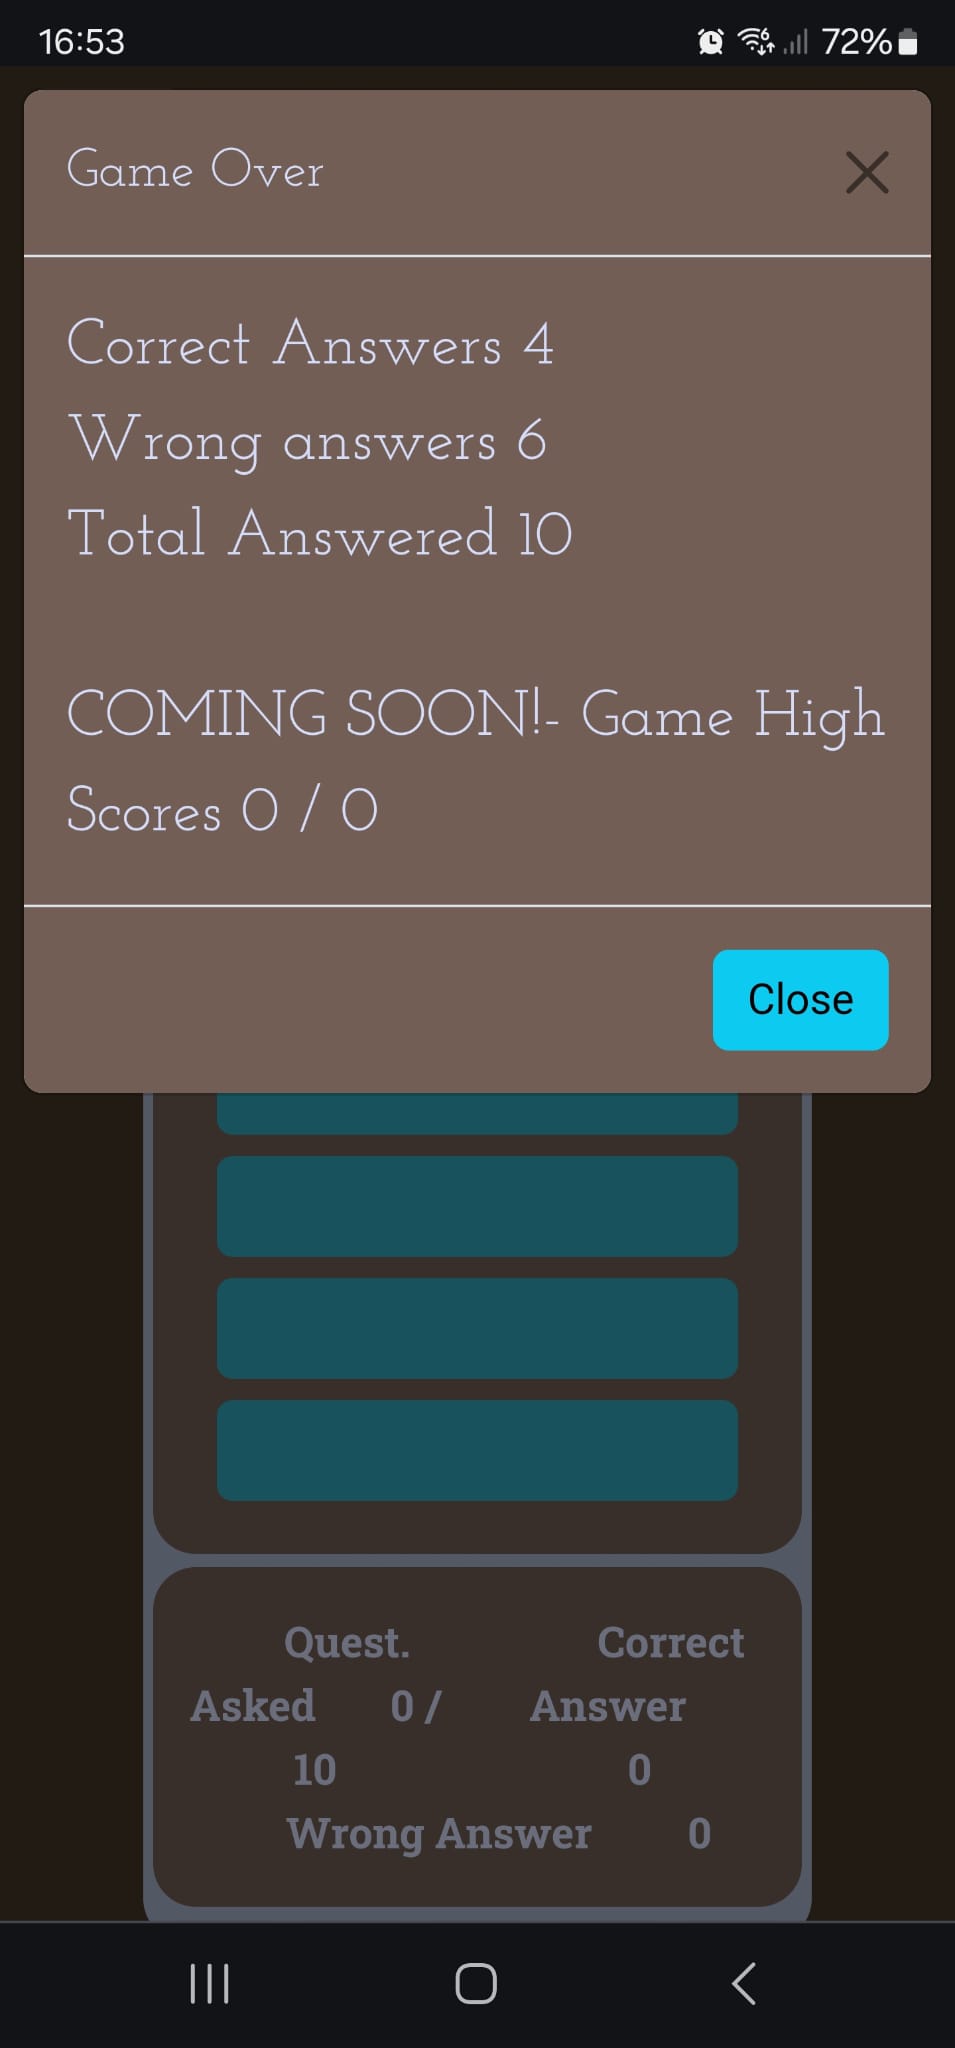 16:53 6 72%
Game Over
Correct Answers 4
Wrong answers 6
Total Answered 10
COMING SOON!- Game High
Scores 0 / 0
Close
Quest. Correct
Asked 0 / Answer
10 0
Wrong Answer 0